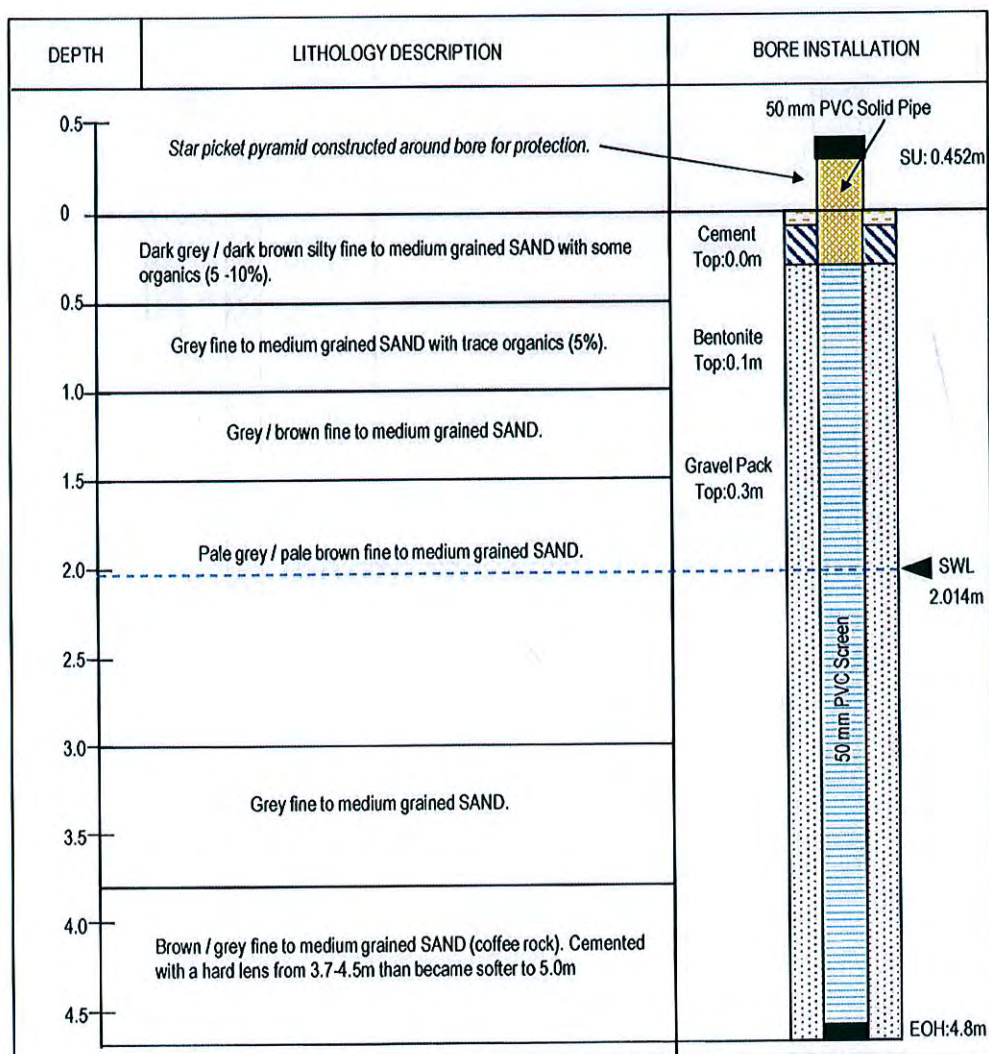 DEPTH
LITHOLOGY DESCRIPTION
BORE INSTALLATION
50 mm PVC Solid Pipe
0.5
Star picket pyramid constructed around bore for protection.
SU: 0.452m
0
Dark grey / dark brown silty fine to medium grained SAND with some
organics (5 -10%).
Cement
Top:0.0m
0.5
Grey fine to medium grained SAND with trace organics (5%).
Bentonite
Top:0.1m
1.0
Grey / brown fine to medium grained SAND.
Gravel Pack
Top:0.3m
1.5
Pale grey / pale brown fine to medium grained SAND.
2.0
SWL
2.014m
2.5
50 mm PVC Screen
3.0
Grey fine to medium grained SAND.
3.5
4.0
Brown / grey fine to medium grained SAND (coffee rock). Cemented
with a hard lens from 3.7-4.5m than became softer to 5.0m
4.5
EOH:4.8m